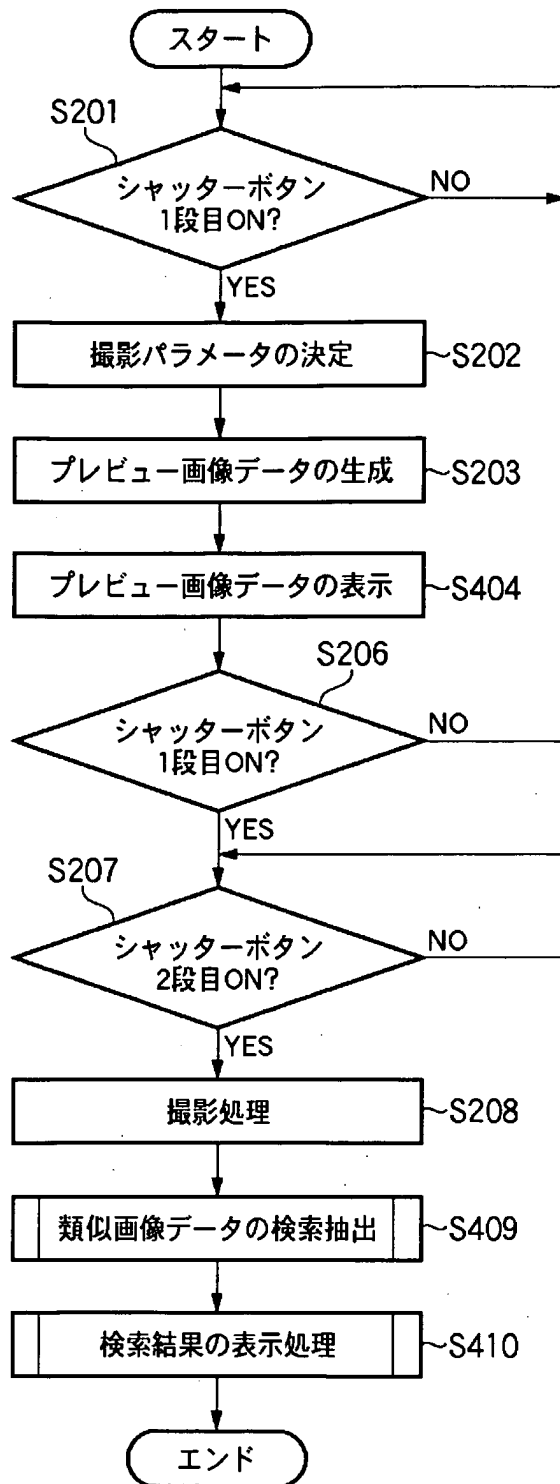 スタート
S201
シャッターボタン
1段目ON?
NO
YES
撮影パラメータの決定
S202
プレビュー画像データの生成
S203
プレビュー画像データの表示
S404
S206
シャッターボタン
1段目ON?
NO
YES
S207
シャッターボタン
2段目ON?
NO
YES
撮影処理
S208
類似画像データの検索抽出
S409
検索結果の表示処理
S410
エンド